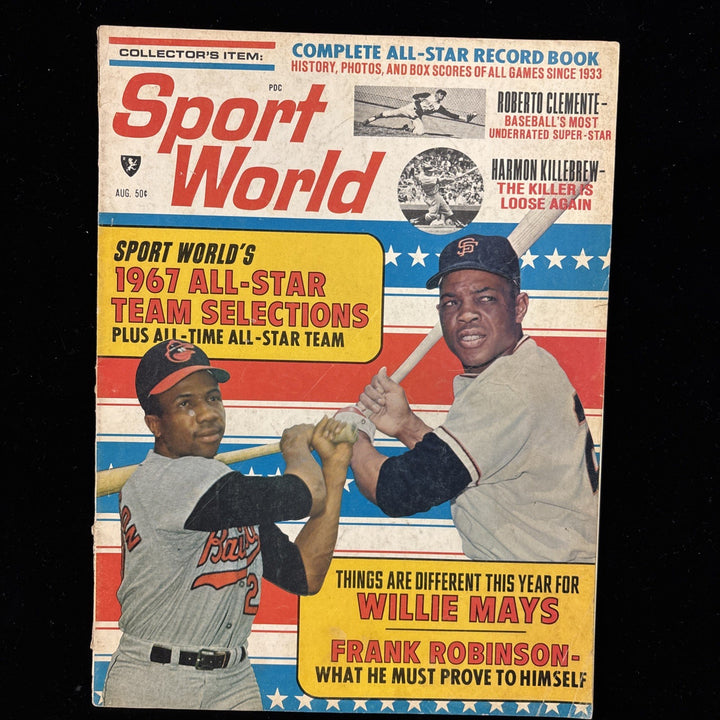 COLLECTOR'S ITEM:
COMPLETE ALL-STAR RECORD BOOK
HISTORY, PHOTOS, AND BOX SCORES OF ALL GAMES SINCE 1933
PDC
Sport
World
AUG. 50¢
ROBERTO CLEMENTE-
BASEBALL'S MOST
UNDERRATED SUPER-STAR
HARMON KILLEBREW-
THE KILLER IS
LOOSE AGAIN
SPORT WORLD'S
1967 ALL-STAR
TEAM SELECTIONS
PLUS ALL-TIME ALL-STAR TEAM
SF
2
THINGS ARE DIFFERENT THIS YEAR FOR
WILLIE MAYS
FRANK ROBINSON-
WHAT HE MUST PROVE TO HIMSELF